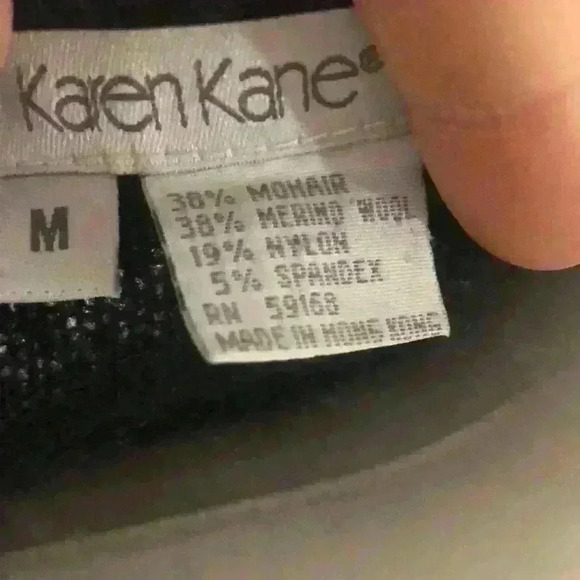 Karen Kane®
M
38% MOHAIR
38% MERINO WOOL
19% NYLON
5% SPANDEX
RN 59168
MADE IN HONG KONG